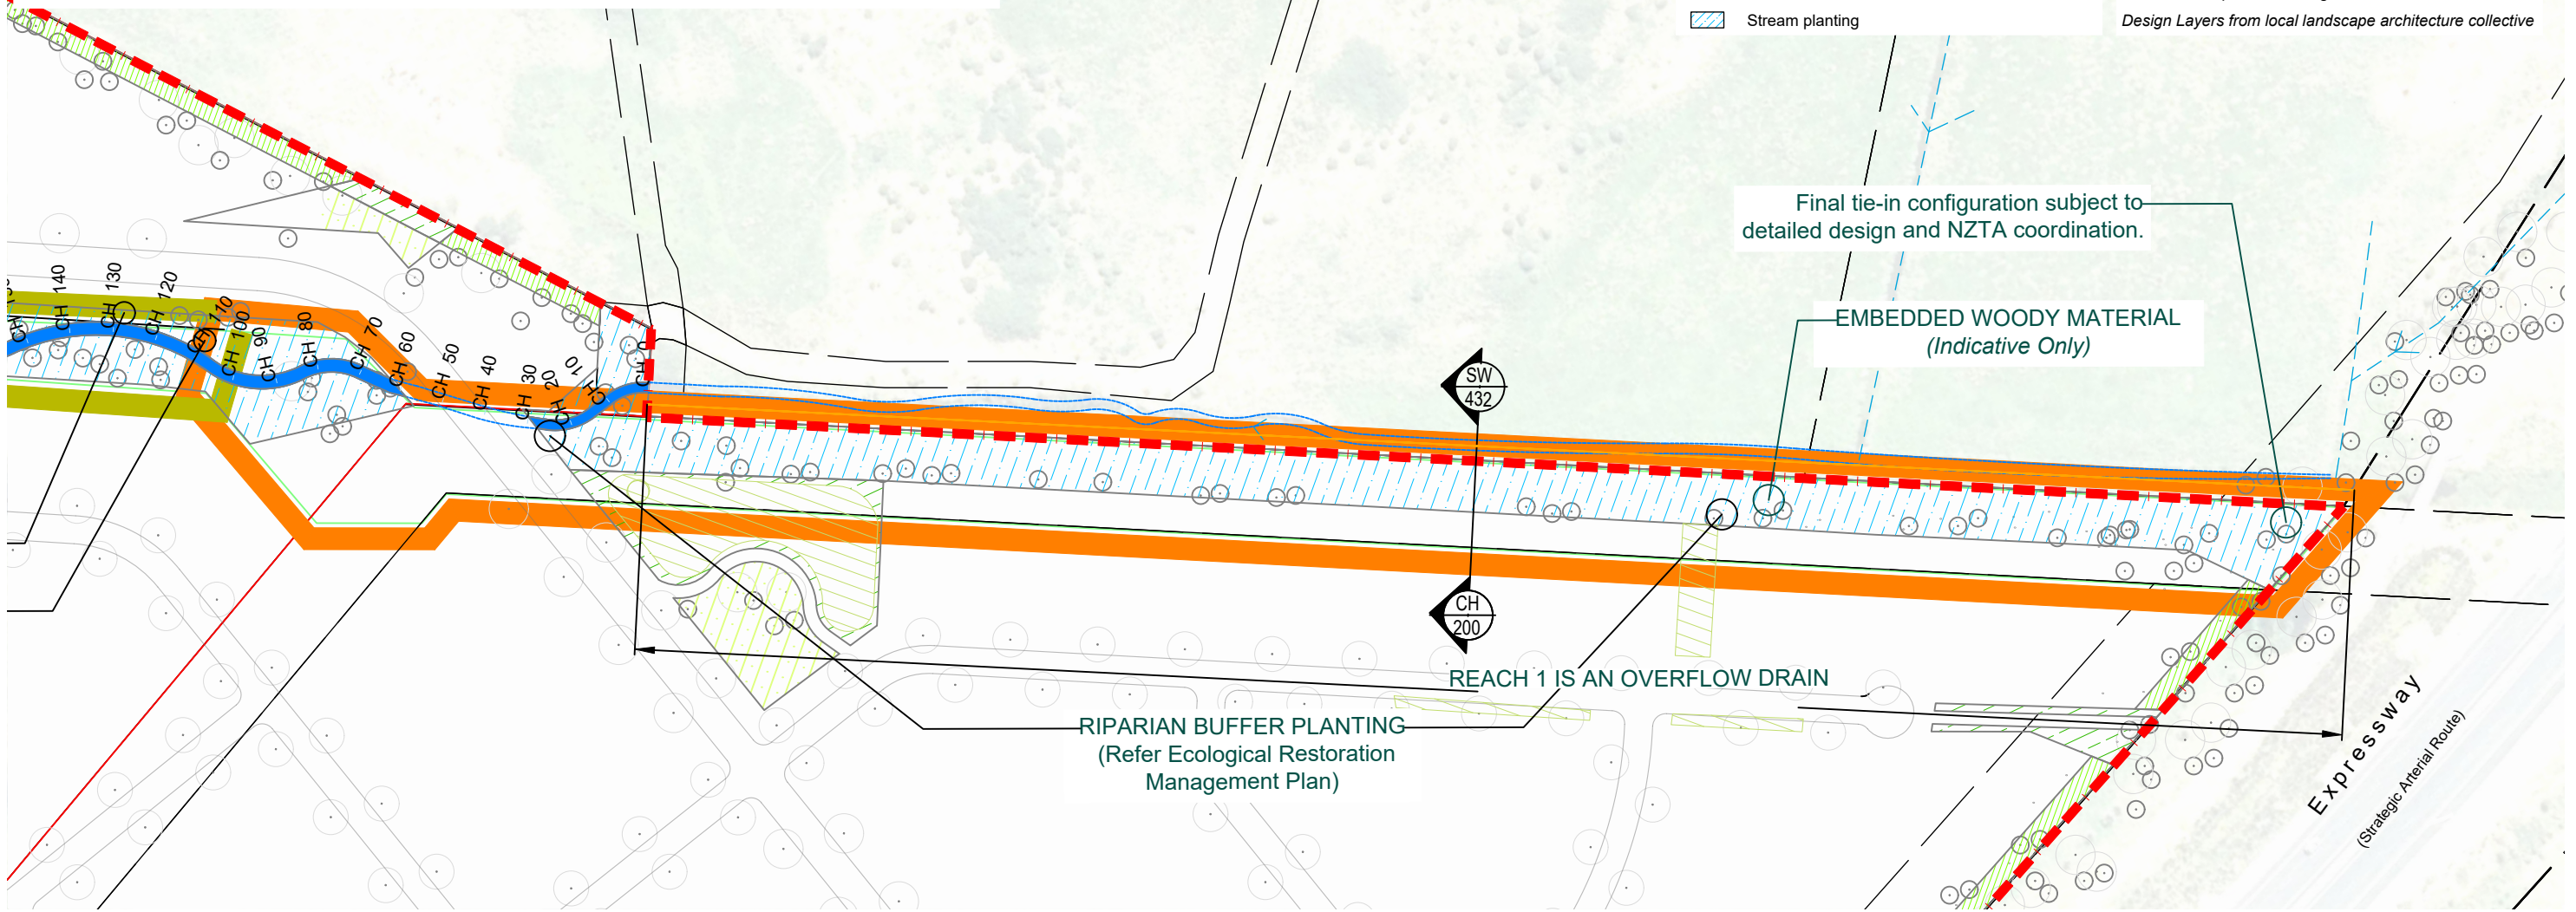 Stream planting
Design Layers from local landscape architecture collective
Final tie-in configuration subject to
detailed design and NZTA coordination.
EMBEDDED WOODY MATERIAL
(Indicative Only)
CH 140
CH 130
CH 120
CH 110
CH 100
CH 90
CH 80
CH 70
CH 60
CH 50
CH 40
CH 30
CH 20
CH 10
CH 0
SW
432
CH
200
REACH 1 IS AN OVERFLOW DRAIN
RIPARIAN BUFFER PLANTING
(Refer Ecological Restoration
Management Plan)
Expressway
(Strategic Arterial Route)